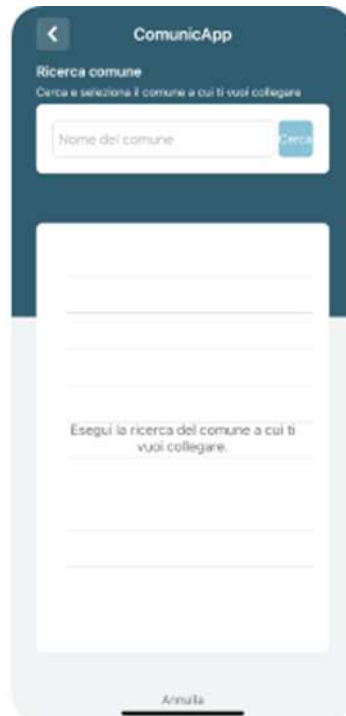 ComunicApp
Ricerca comune
Cerca e seleziona il comune a cui ti vuoi collegare
Nome del comune
Cerca
Esegui la ricerca del comune a cui ti
vuoi collegare.
Annulla